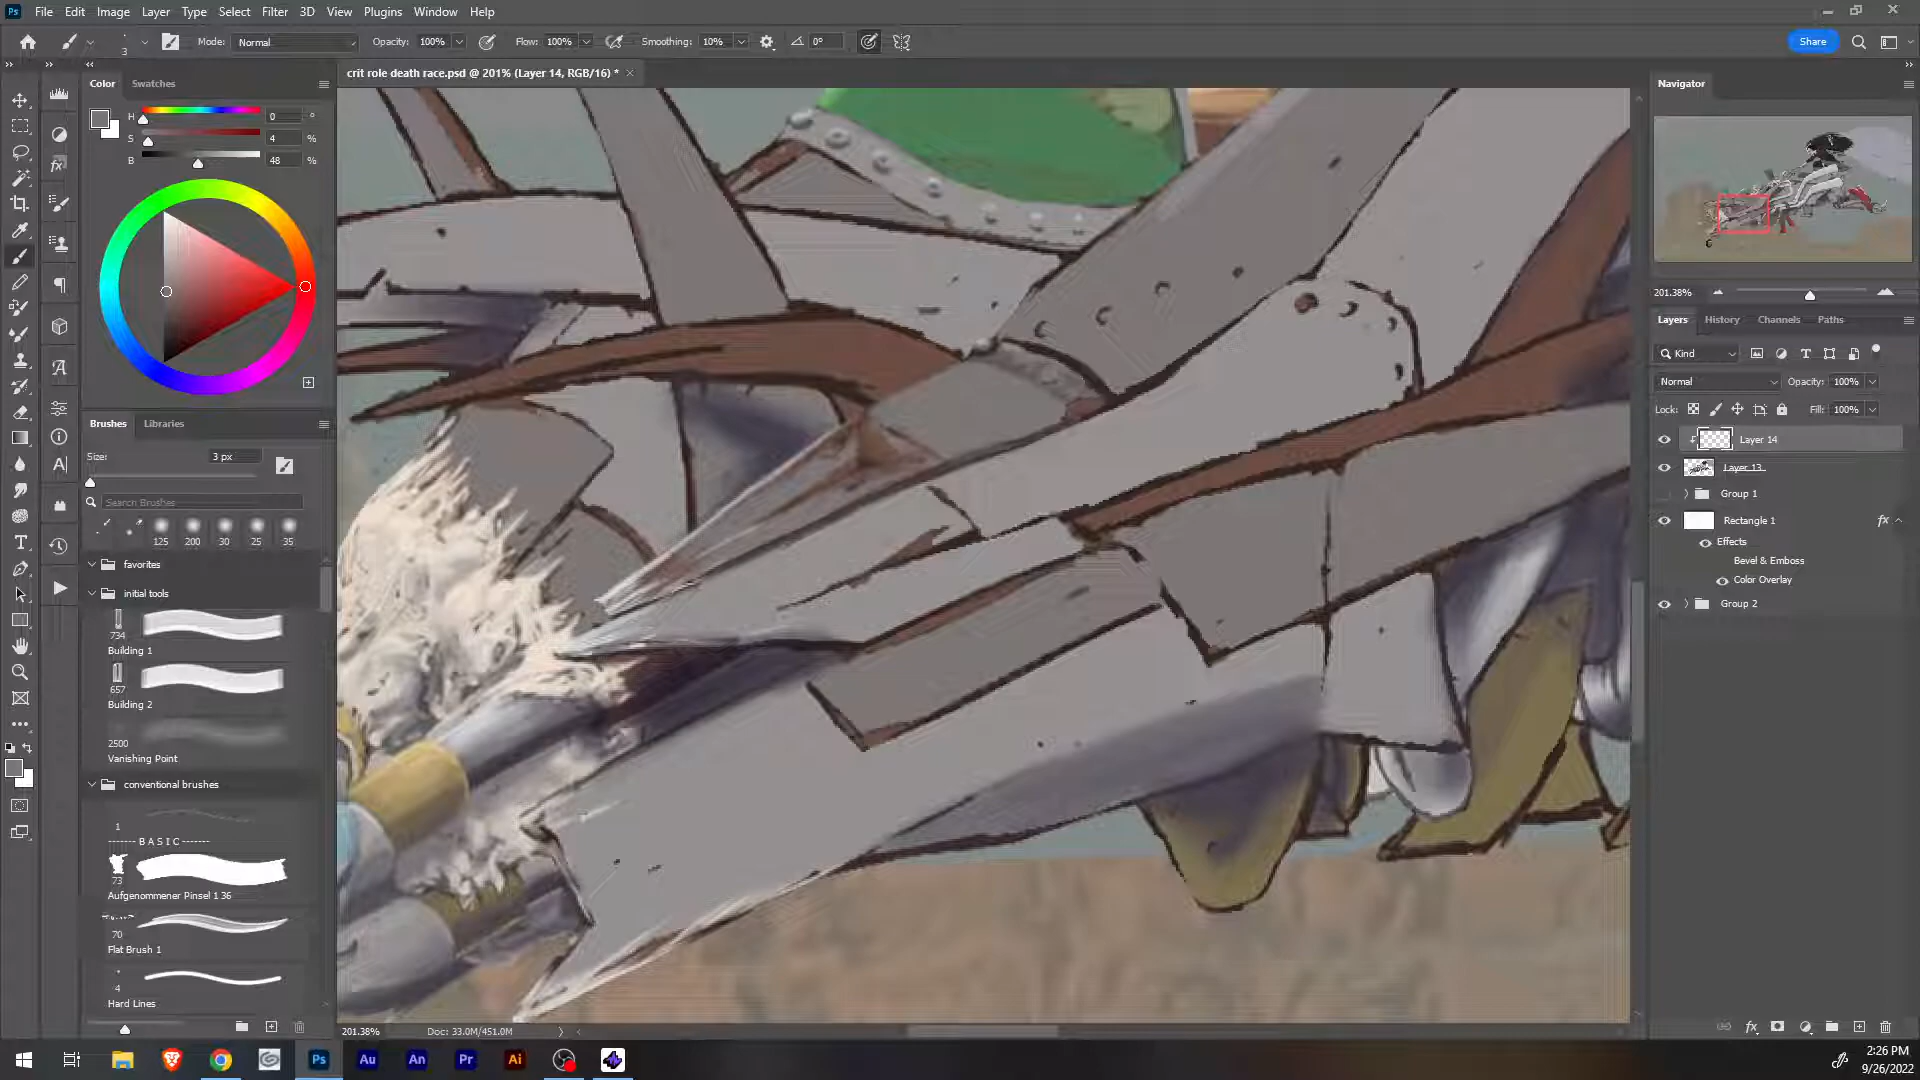 Ps File Edit Image Layer Type Select Filter 3D View Plugins Window Help
3 Mode: Normal Opacity: 100% Flow: 100% Smoothing: 10% 0° Share
crit role death race.psd @ 201% (Layer 14, RGB/16) *
Color Swatches
H 0 °
S 4 %
B 48 %
Brushes Libraries
Size: 3 px
Search Brushes
125 200 30 25 35
favorites
initial tools
734
Building 1
657
Building 2
2500
Vanishing Point
conventional brushes
1
------- B A S I C -------
73
Aufgenommener Pinsel 1 36
70
Flat Brush 1
4
Hard Lines
201.38% Doc: 33.0M/451.0M
Navigator
201.38%
Layers History Channels Paths
Kind
Normal Opacity: 100%
Lock: Fill: 100%
Layer 14
Layer 13
Group 1
Rectangle 1 fx
Effects
Bevel & Emboss
Color Overlay
Group 2
fx
Ps Au An Pr Ai
2:26 PM
9/26/2022